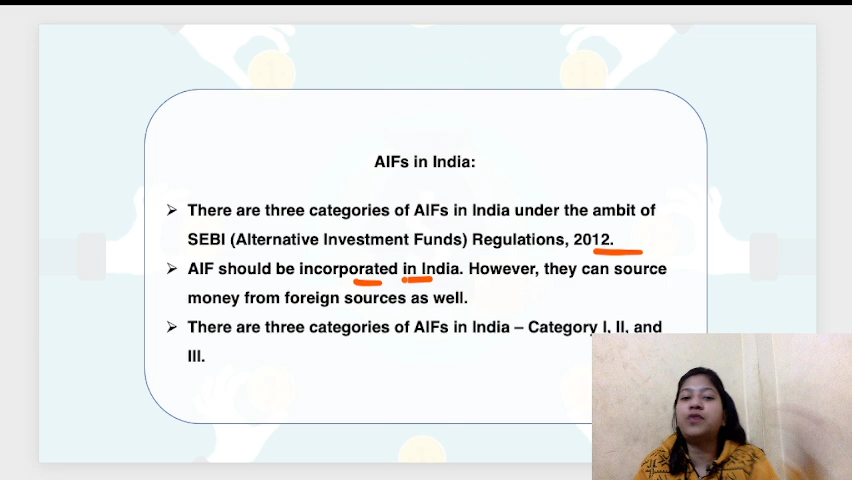 AIFs in India:
➢ There are three categories of AIFs in India under the ambit of
SEBI (Alternative Investment Funds) Regulations, 2012.
➢ AIF should be incorporated in India. However, they can source
money from foreign sources as well.
➢ There are three categories of AIFs in India – Category I, II, and
III.